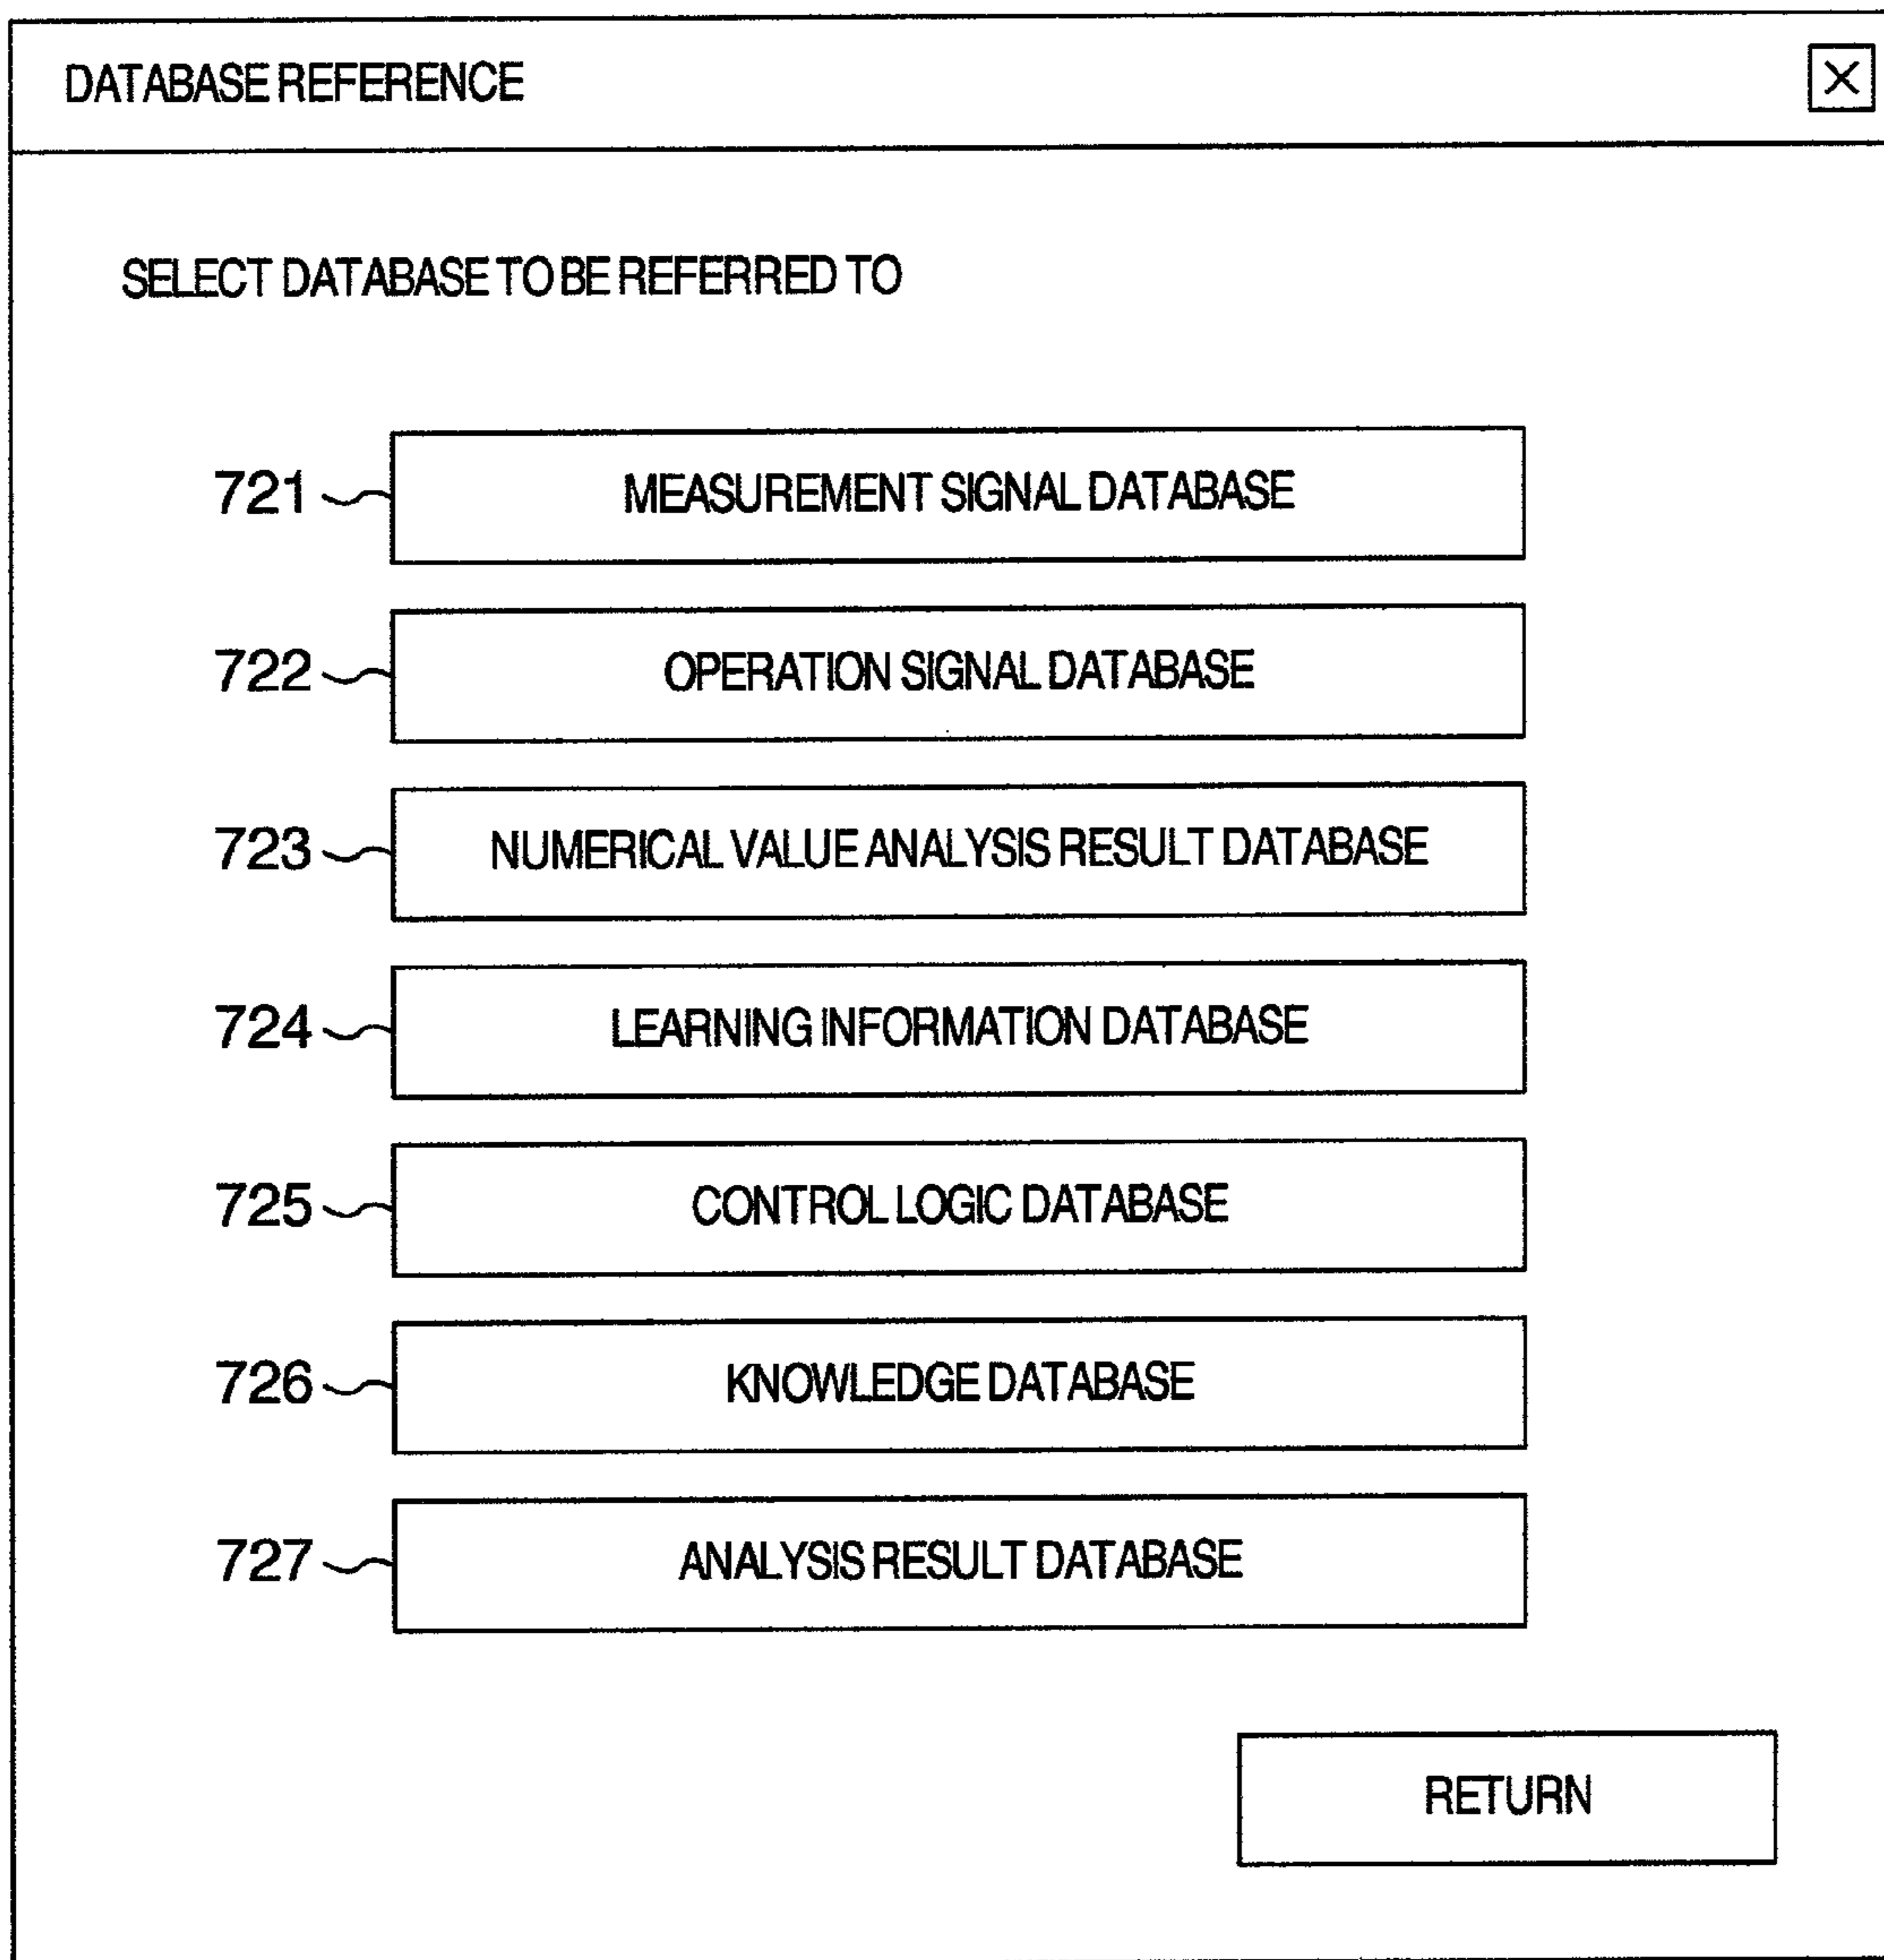 DATABASE REFERENCE
SELECT DATABASE TO BE REFERRED TO
721 MEASUREMENT SIGNAL DATABASE
722 OPERATION SIGNAL DATABASE
723 NUMERICAL VALUE ANALYSIS RESULT DATABASE
724 LEARNING INFORMATION DATABASE
725 CONTROL LOGIC DATABASE
726 KNOWLEDGE DATABASE
727 ANALYSIS RESULT DATABASE
RETURN